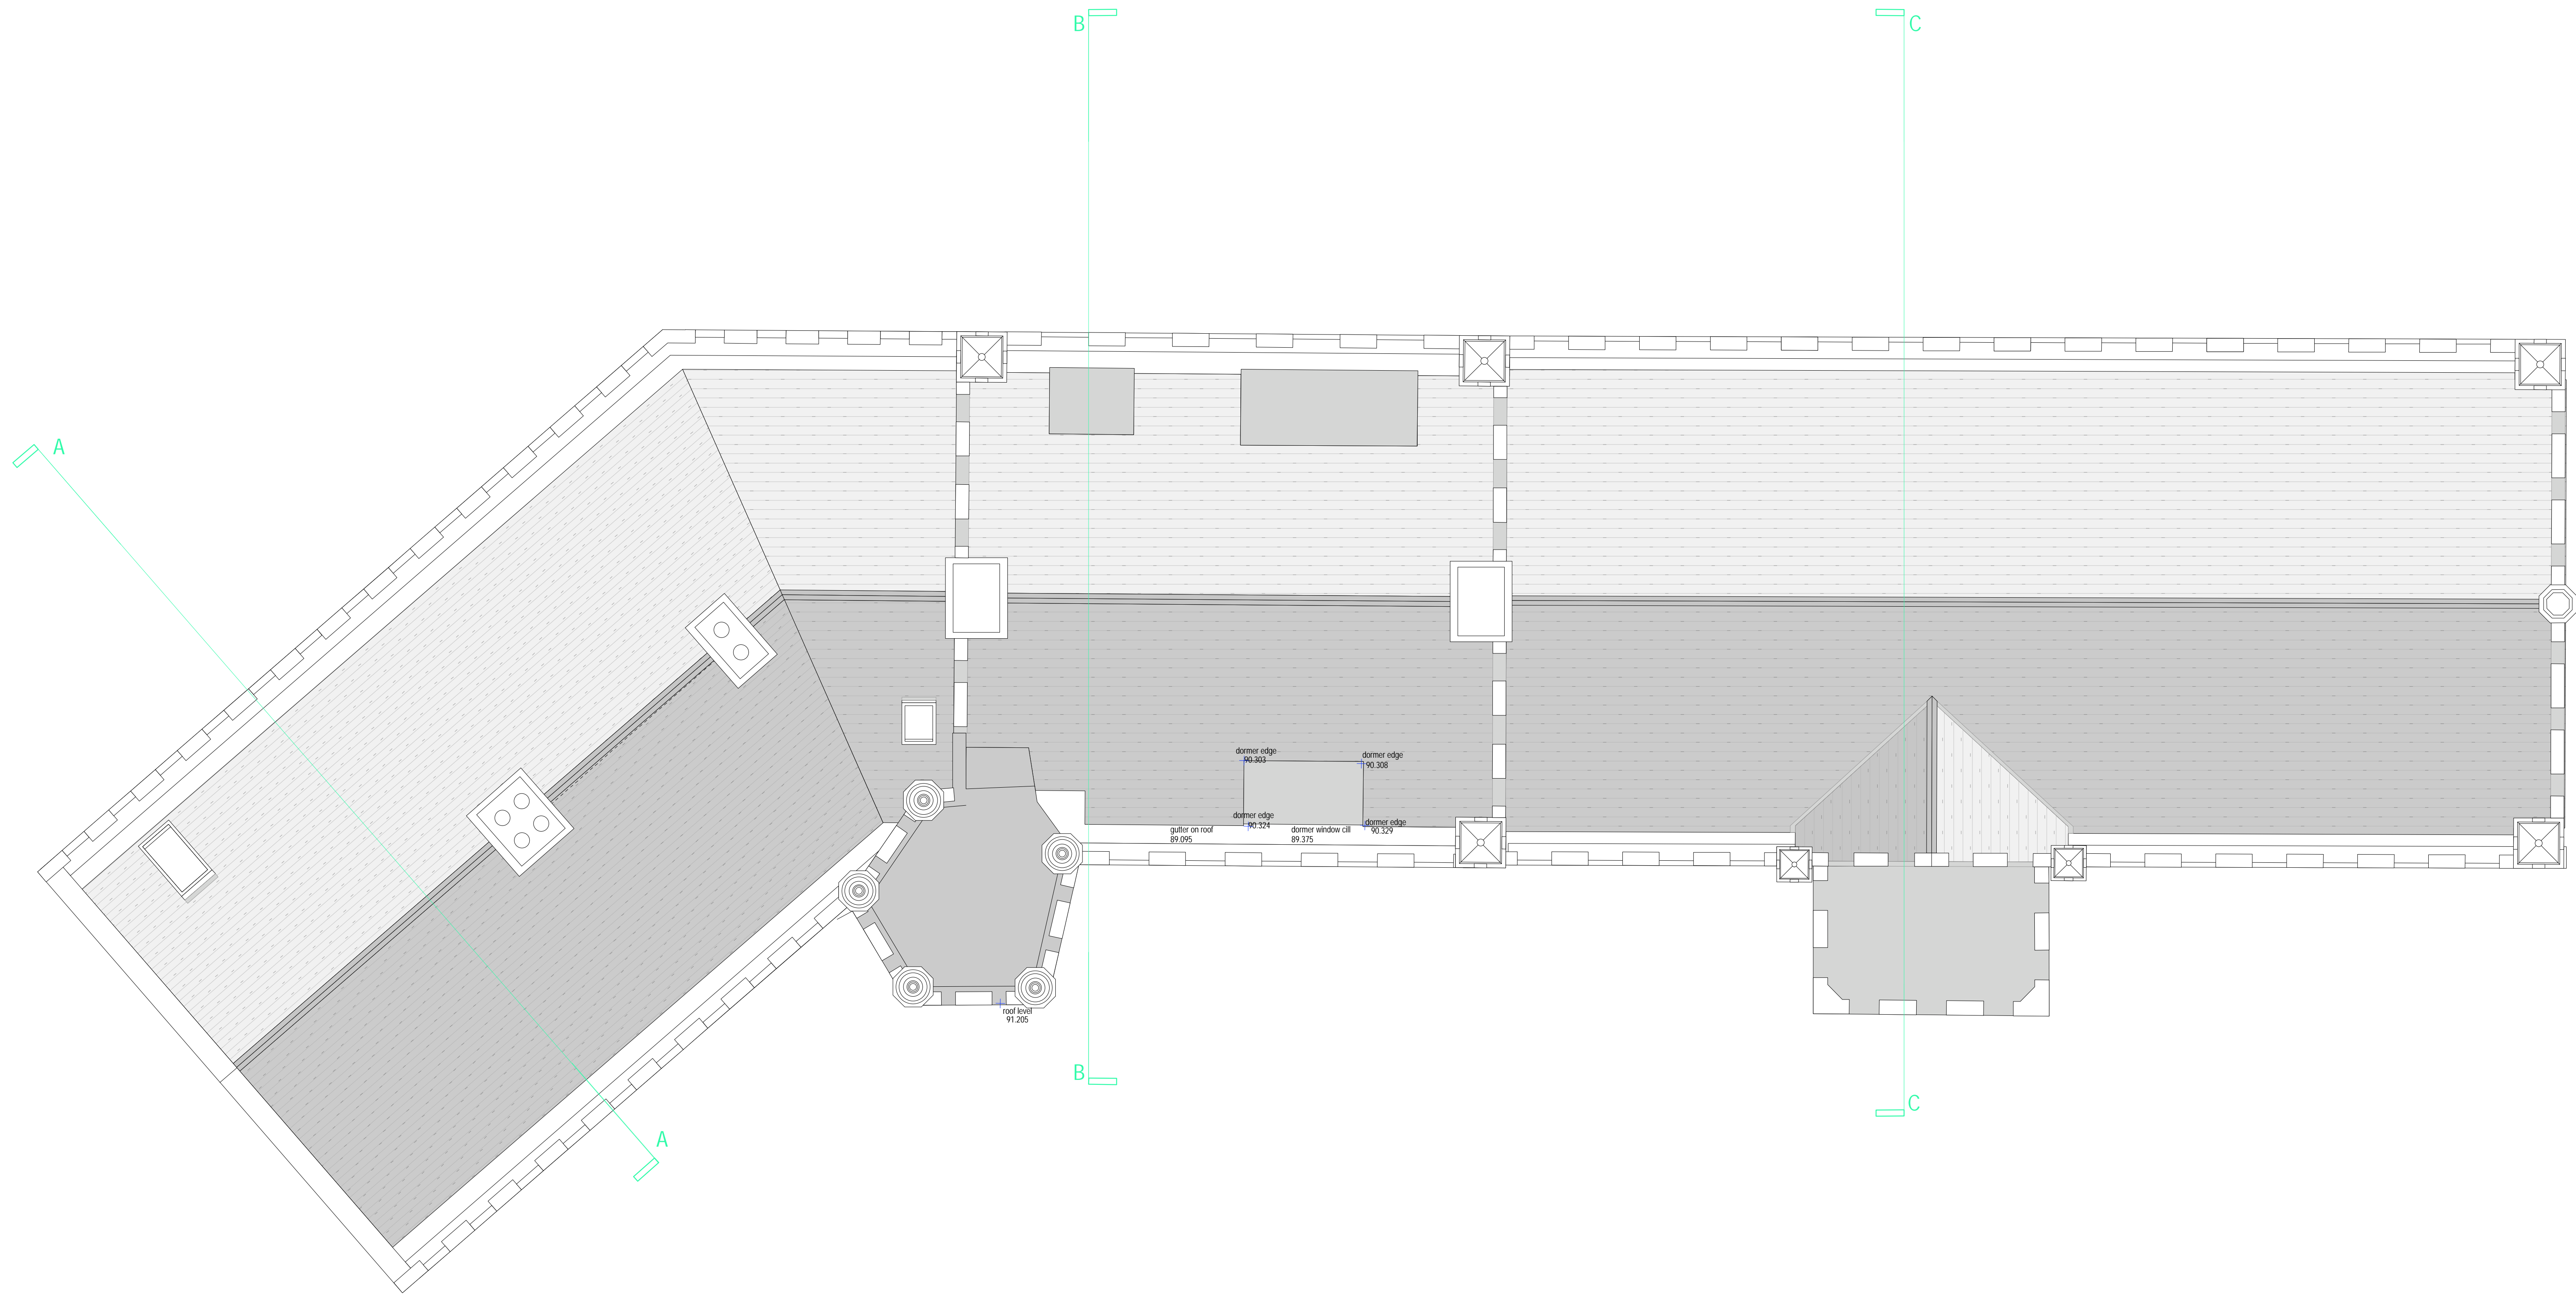 B
C
A
dormer edge
90.303
dormer edge
90.308
dormer edge
90.324
dormer edge
90.329
gutter on roof
89.095
dormer window cill
89.375
roof level
91.205
B
C
A